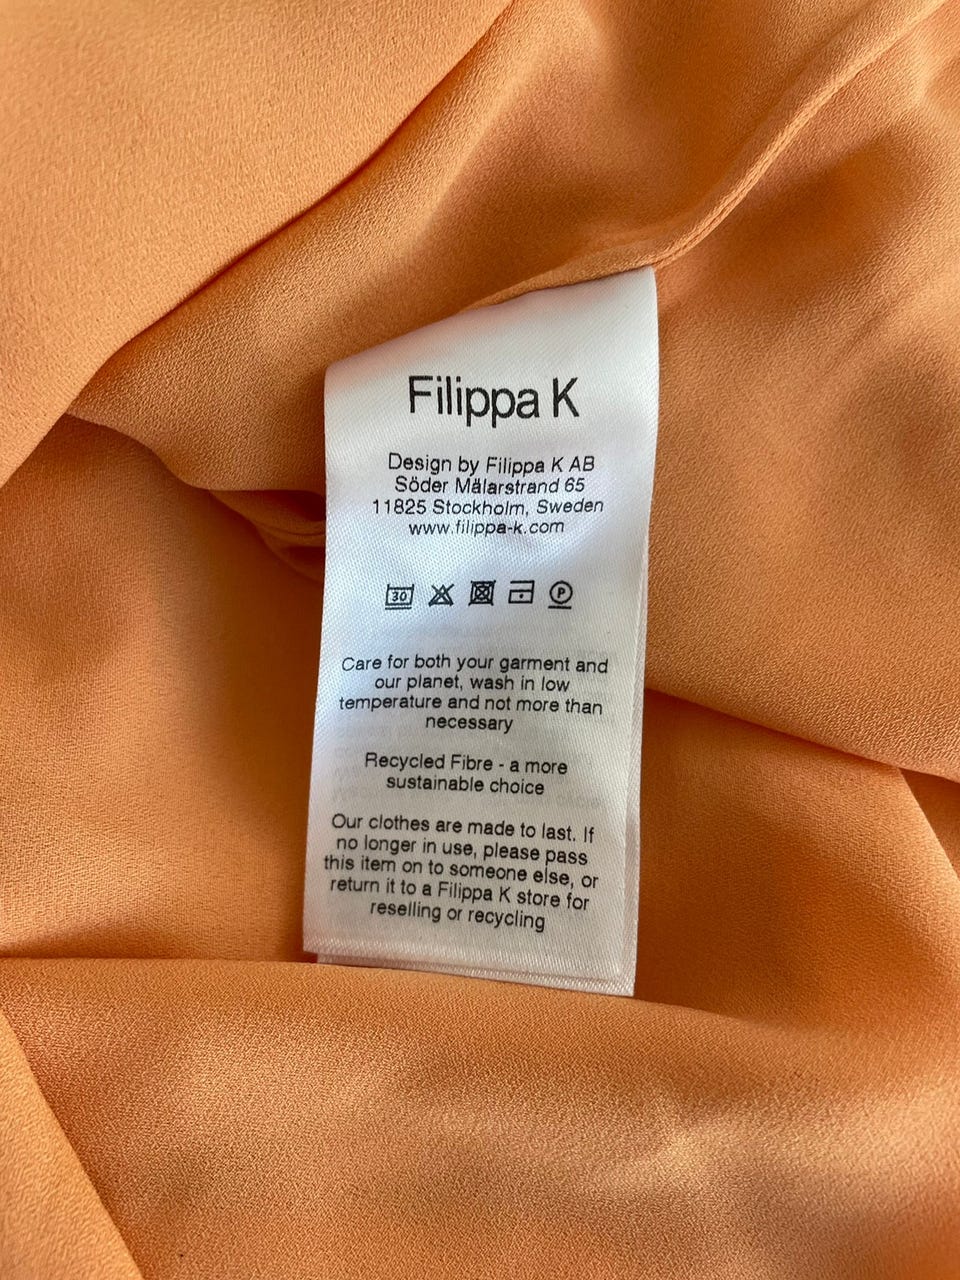 Filippa K
Design by Filippa K AB
Söder Mälarstrand 65
11825 Stockholm, Sweden
www.filippa-k.com
30 P
Care for both your garment and
our planet, wash in low
temperature and not more than
necessary
Recycled Fibre - a more
sustainable choice
Our clothes are made to last. If
no longer in use, please pass
this item on to someone else, or
return it to a Filippa K store for
reselling or recycling